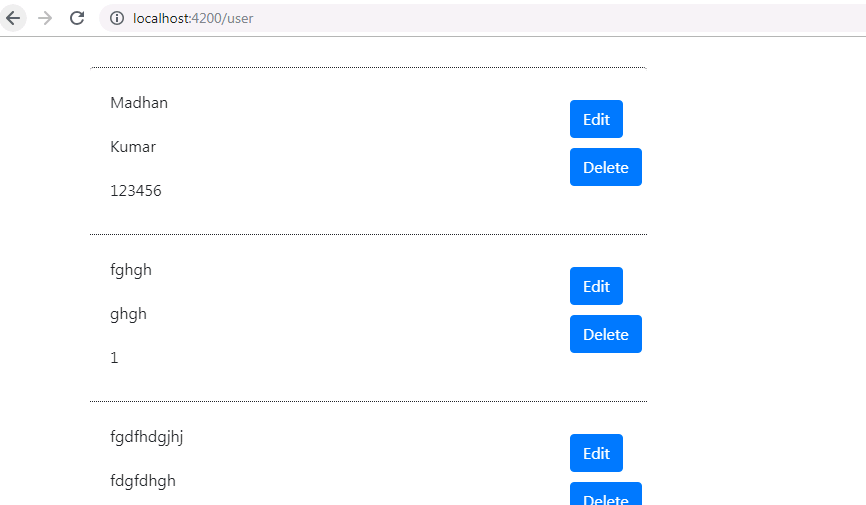 localhost:4200/user
Madhan
Edit
Kumar
Delete
123456
fghgh
Edit
ghgh
Delete
1
fgdfhdgjhj
Edit
fdgfdhgh
Delete